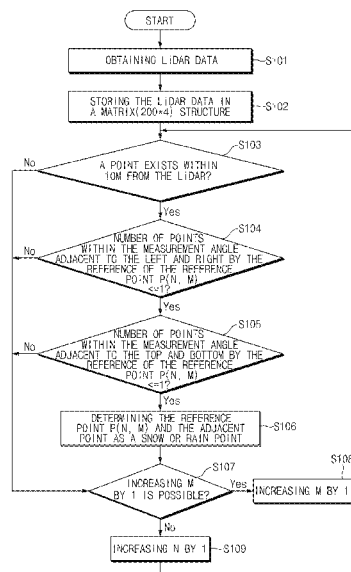 START
OBTAINING LiDAR DATA
S101
STORING THE LiDAR DATA IN
A MATRIX(200*4) STRUCTURE
S102
S103
No
A POINT EXISTS WITHIN
10M FROM THE LiDAR?
Yes
S104
NUMBER OF POINTS
WITHIN THE MEASUREMENT ANGLE
ADJACENT TO THE LEFT AND RIGHT BY THE
REFERENCE OF THE REFERENCE
POINT P(N, M)
<=1?
No
Yes
S105
NUMBER OF POINTS
WITHIN THE MEASUREMENT ANGLE
ADJACENT TO THE TOP AND BOTTOM BY THE
REFERENCE OF THE REFERENCE
POINT P(N, M)
<=1?
No
Yes
DETERMINING THE REFERENCE
POINT P(N, M) AND THE ADJACENT
POINT AS A SNOW OR RAIN POINT
S106
S107
INCREASING M
BY 1 IS POSSIBLE?
Yes
S108
INCREASING M BY 1
No
INCREASING N BY 1
S109